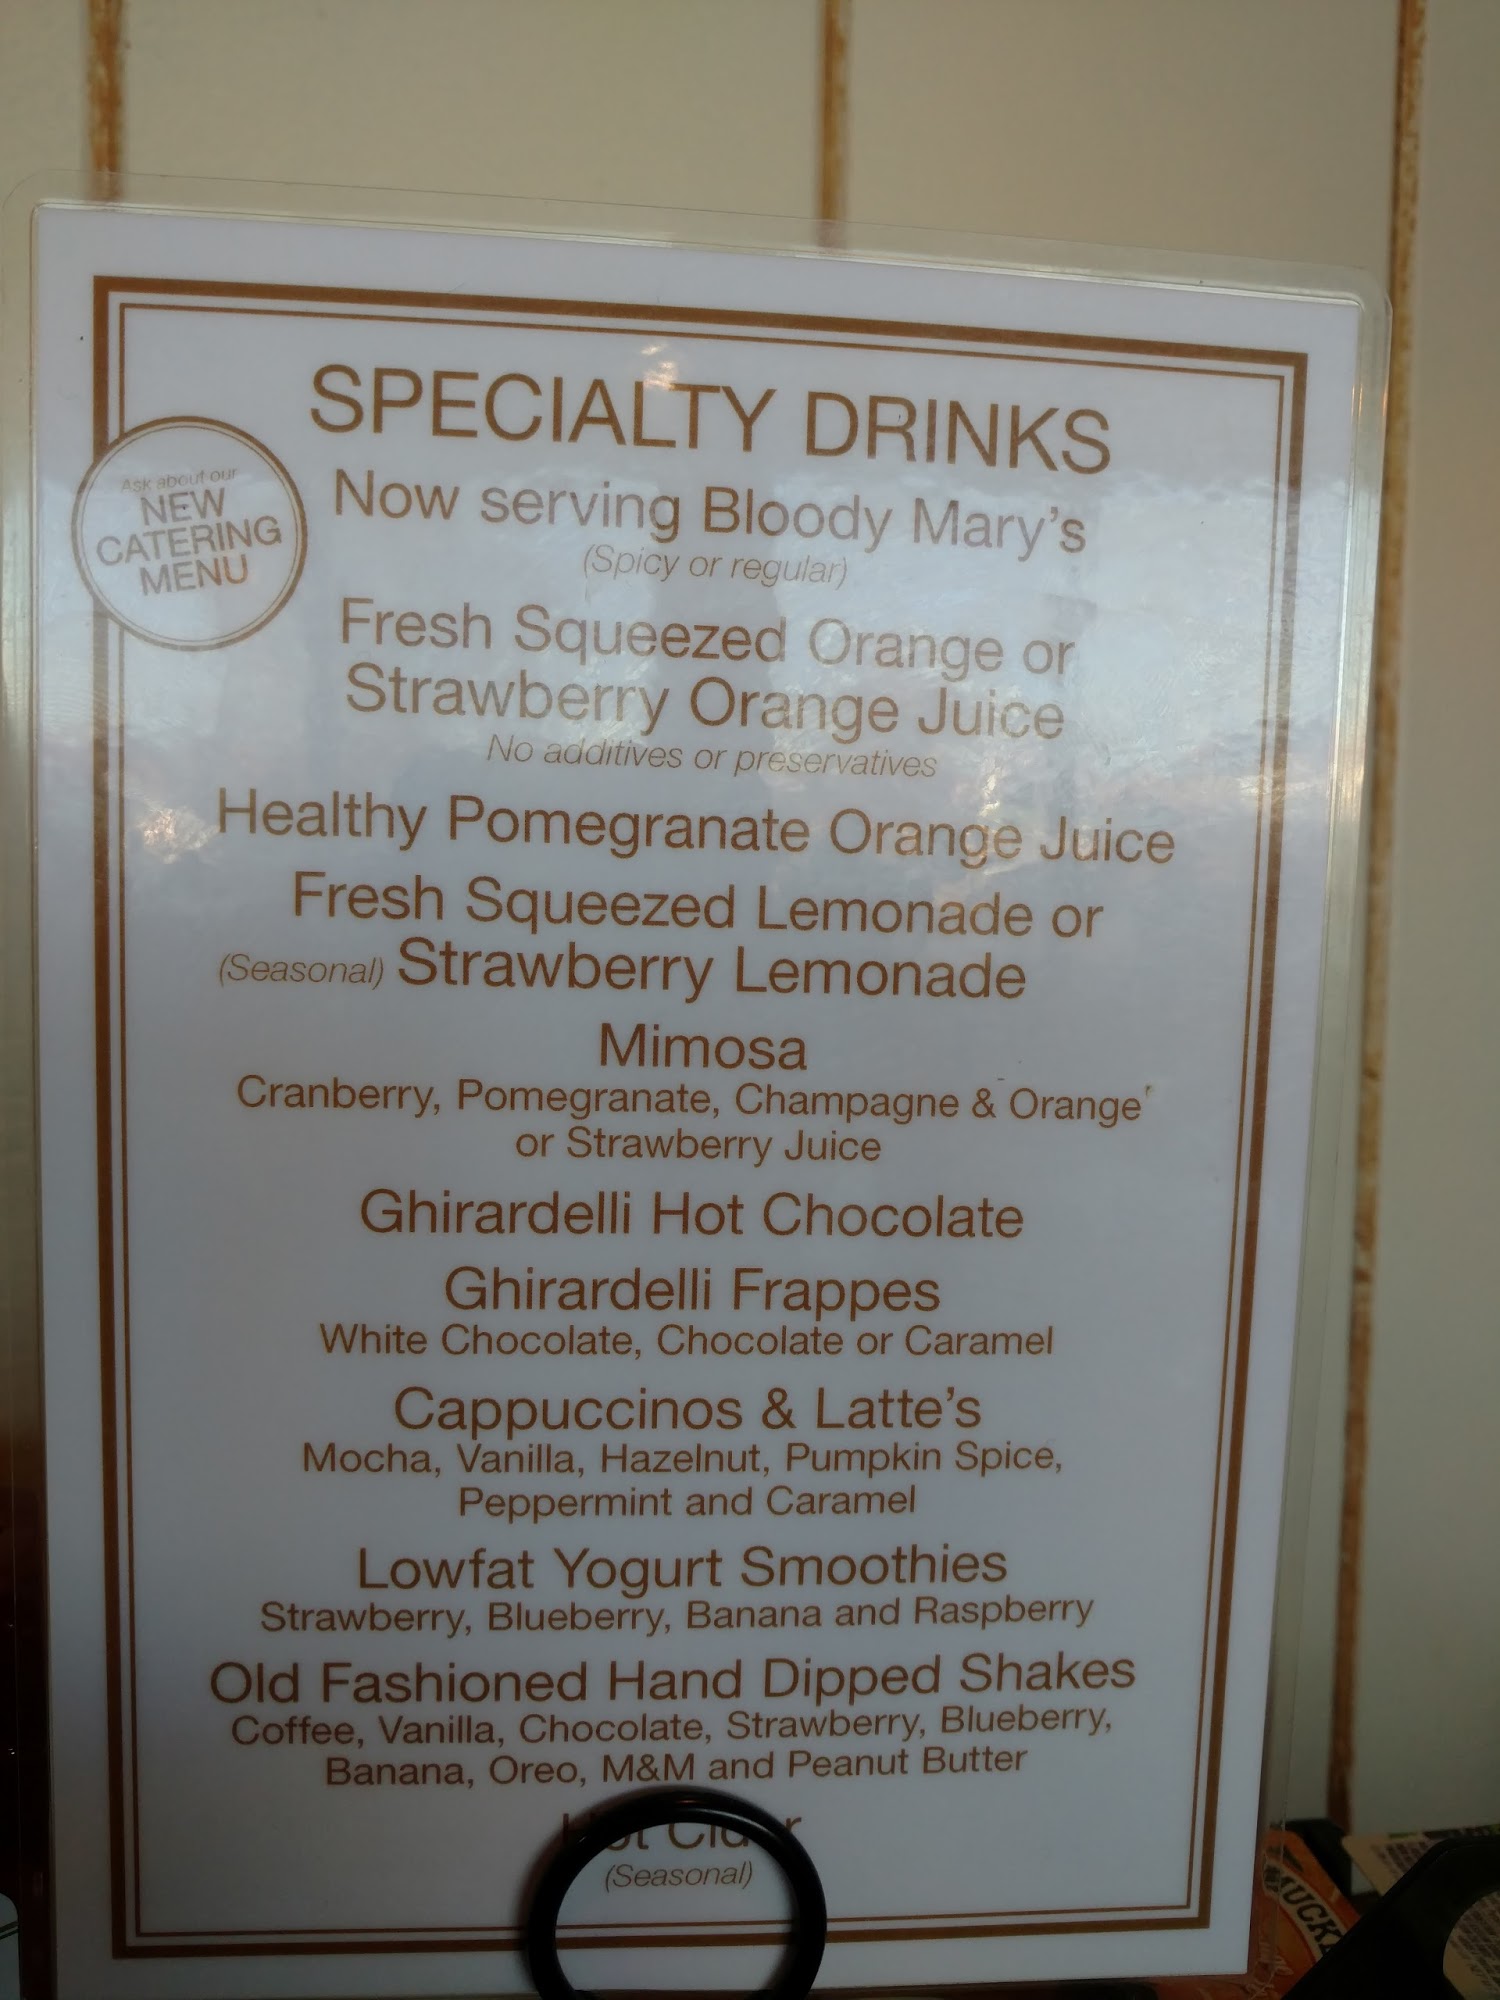 SPECIALTY DRINKS
Ask about our
NEW
CATERING
MENU
Now serving Bloody Mary's
(Spicy or regular)
Fresh Squeezed Orange or
Strawberry Orange Juice
No additives or preservatives
Healthy Pomegranate Orange Juice
Fresh Squeezed Lemonade or
(Seasonal) Strawberry Lemonade
Mimosa
Cranberry, Pomegranate, Champagne & Orange
or Strawberry Juice
Ghirardelli Hot Chocolate
Ghirardelli Frappes
White Chocolate, Chocolate or Caramel
Cappuccinos & Latte's
Mocha, Vanilla, Hazelnut, Pumpkin Spice,
Peppermint and Caramel
Lowfat Yogurt Smoothies
Strawberry, Blueberry, Banana and Raspberry
Old Fashioned Hand Dipped Shakes
Coffee, Vanilla, Chocolate, Strawberry, Blueberry,
Banana, Oreo, M&M and Peanut Butter
Hot Cider
(Seasonal)